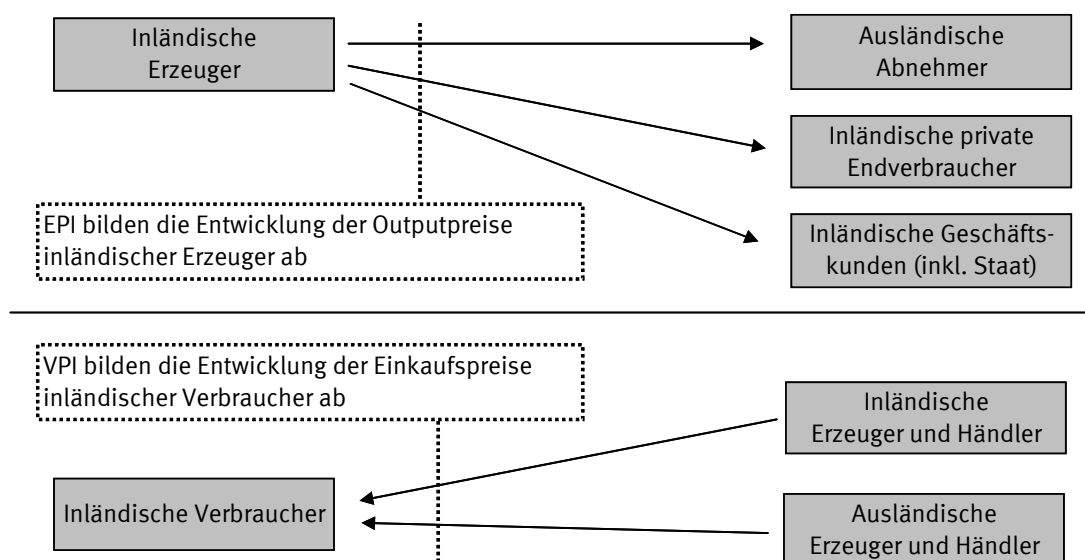 Inländische
Erzeuger
Ausländische
Abnehmer
Inländische private
Endverbraucher
EPI bilden die Entwicklung der Outputpreise
inländischer Erzeuger ab
Inländische Geschäfts-
kunden (inkl. Staat)
VPI bilden die Entwicklung der Einkaufspreise
inländischer Verbraucher ab
Inländische
Erzeuger und Händler
Inländische Verbraucher
Ausländische
Erzeuger und Händler